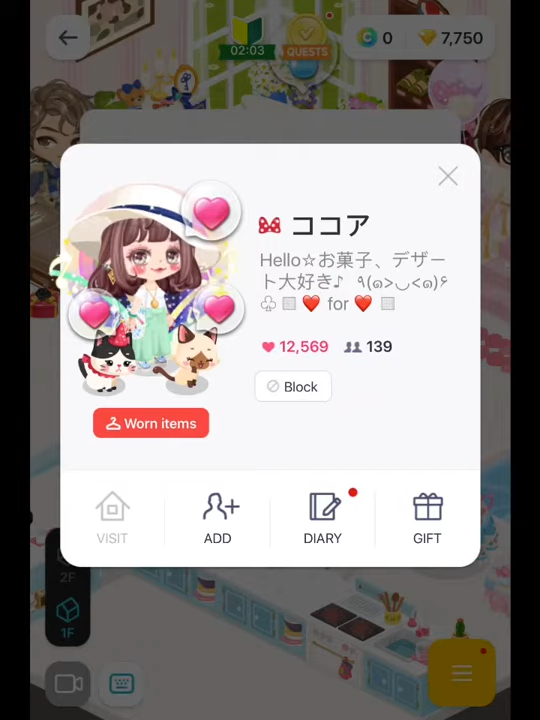 02:03
QUESTS
0
7,750
ココア
Hello☆お菓子、デザー
ト大好き♪ ٩(๑>◡<๑)۶
♧ ❤️ for ❤️
12,569
139
Block
Worn items
VISIT
ADD
DIARY
GIFT
2F
1F